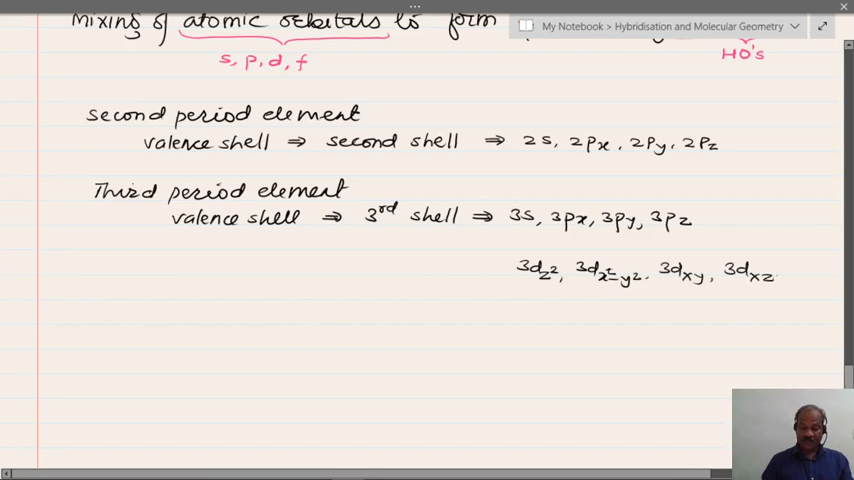 mixing of atomic orbitals to form
My Notebook > Hybridisation and Molecular Geometry
s, p, d, f
HO's
second period element
valence shell ⇒ second shell ⇒ 2s, 2px, 2py, 2pz
Third period element
valence shell ⇒ 3rd shell ⇒ 3s, 3px, 3py, 3pz
3dz², 3dx²-y², 3dxy, 3dxz